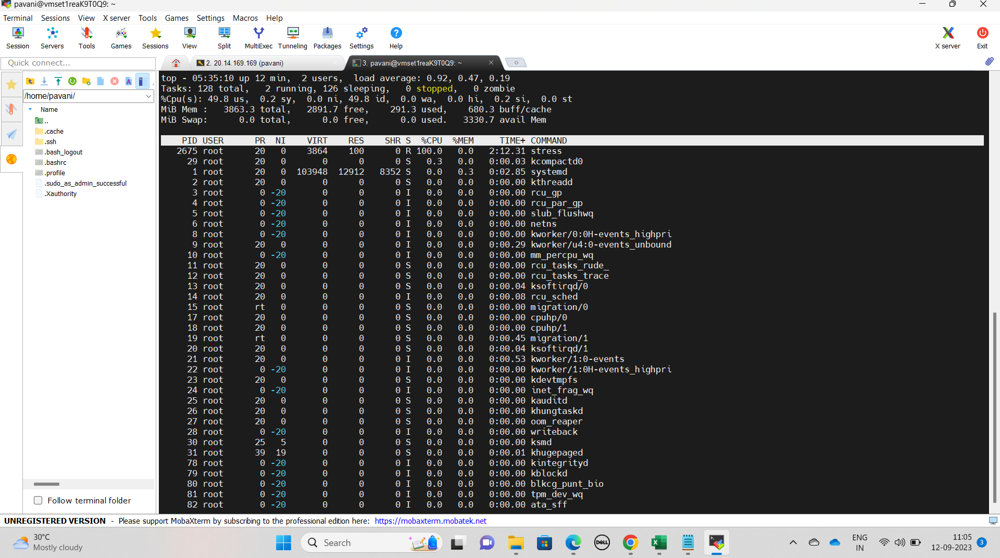 pavani@vmset1reaK9T0Q9: ~
Terminal Sessions View X server Tools Games Settings Macros Help
Session Servers Tools Games Sessions View Split MultiExec Tunneling Packages Settings Help X server Exit
Quick connect...
2. 20.14.169.169 (pavani)
3. pavani@vmset1reaK9T0Q9: ~
/home/pavani/
Name
..
.cache
.ssh
.bash_logout
.bashrc
.profile
.sudo_as_admin_successful
.Xauthority
Follow terminal folder
top - 05:35:10 up 12 min,  2 users,  load average: 0.92, 0.47, 0.19
Tasks: 128 total,   2 running, 126 sleeping,   0 stopped,   0 zombie
%Cpu(s): 49.8 us,  0.2 sy,  0.0 ni, 49.8 id,  0.0 wa,  0.0 hi,  0.2 si,  0.0 st
MiB Mem :   3863.3 total,   2891.7 free,    291.3 used,    680.3 buff/cache
MiB Swap:      0.0 total,      0.0 free,      0.0 used.   3330.7 avail Mem
PID USER PR NI VIRT RES SHR S %CPU %MEM TIME+ COMMAND
2675 root 20 0 3864 100 0 R 100.0 0.0 2:12.31 stress
29 root 20 0 0 0 0 S 0.3 0.0 0:00.03 kcompactd0
1 root 20 0 103948 12912 8352 S 0.0 0.3 0:02.85 systemd
2 root 20 0 0 0 0 S 0.0 0.0 0:00.00 kthreadd
3 root 0 -20 0 0 0 I 0.0 0.0 0:00.00 rcu_gp
4 root 0 -20 0 0 0 I 0.0 0.0 0:00.00 rcu_par_gp
5 root 0 -20 0 0 0 I 0.0 0.0 0:00.00 slub_flushwq
6 root 0 -20 0 0 0 I 0.0 0.0 0:00.00 netns
8 root 0 -20 0 0 0 I 0.0 0.0 0:00.00 kworker/0:0H-events_highpri
9 root 20 0 0 0 0 I 0.0 0.0 0:00.29 kworker/u4:0-events_unbound
10 root 0 -20 0 0 0 I 0.0 0.0 0:00.00 mm_percpu_wq
11 root 20 0 0 0 0 S 0.0 0.0 0:00.00 rcu_tasks_rude_
12 root 20 0 0 0 0 S 0.0 0.0 0:00.00 rcu_tasks_trace
13 root 20 0 0 0 0 S 0.0 0.0 0:00.04 ksoftirqd/0
14 root 20 0 0 0 0 I 0.0 0.0 0:00.08 rcu_sched
15 root rt 0 0 0 0 S 0.0 0.0 0:00.00 migration/0
17 root 20 0 0 0 0 S 0.0 0.0 0:00.00 cpuhp/0
18 root 20 0 0 0 0 S 0.0 0.0 0:00.00 cpuhp/1
19 root rt 0 0 0 0 S 0.0 0.0 0:00.45 migration/1
20 root 20 0 0 0 0 S 0.0 0.0 0:00.04 ksoftirqd/1
21 root 20 0 0 0 0 I 0.0 0.0 0:00.53 kworker/1:0-events
22 root 0 -20 0 0 0 I 0.0 0.0 0:00.00 kworker/1:0H-events_highpri
23 root 20 0 0 0 0 S 0.0 0.0 0:00.00 kdevtmpfs
24 root 0 -20 0 0 0 I 0.0 0.0 0:00.00 inet_frag_wq
25 root 20 0 0 0 0 S 0.0 0.0 0:00.00 kauditd
26 root 20 0 0 0 0 S 0.0 0.0 0:00.00 khungtaskd
27 root 20 0 0 0 0 S 0.0 0.0 0:00.00 oom_reaper
28 root 0 -20 0 0 0 I 0.0 0.0 0:00.00 writeback
30 root 25 5 0 0 0 S 0.0 0.0 0:00.00 ksmd
31 root 39 19 0 0 0 S 0.0 0.0 0:00.01 khugepaged
78 root 0 -20 0 0 0 I 0.0 0.0 0:00.00 kintegrityd
79 root 0 -20 0 0 0 I 0.0 0.0 0:00.00 kblockd
80 root 0 -20 0 0 0 I 0.0 0.0 0:00.00 blkcg_punt_bio
81 root 0 -20 0 0 0 I 0.0 0.0 0:00.00 tpm_dev_wq
82 root 0 -20 0 0 0 I 0.0 0.0 0:00.00 ata_sff
UNREGISTERED VERSION - Please support MobaXterm by subscribing to the professional edition here: https://mobaxterm.mobatek.net
30°C
Mostly cloudy
Search
DELL
ENG
IN
11:05
12-09-2023
3